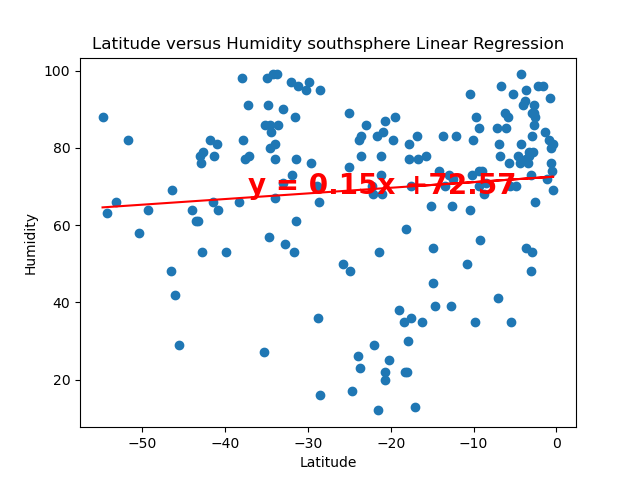 Latitude versus Humidity southsphere Linear Regression
100
80
60
40
20
Humidity
y = 0.15x +72.57
−50 −40 −30 −20 −10 0
Latitude